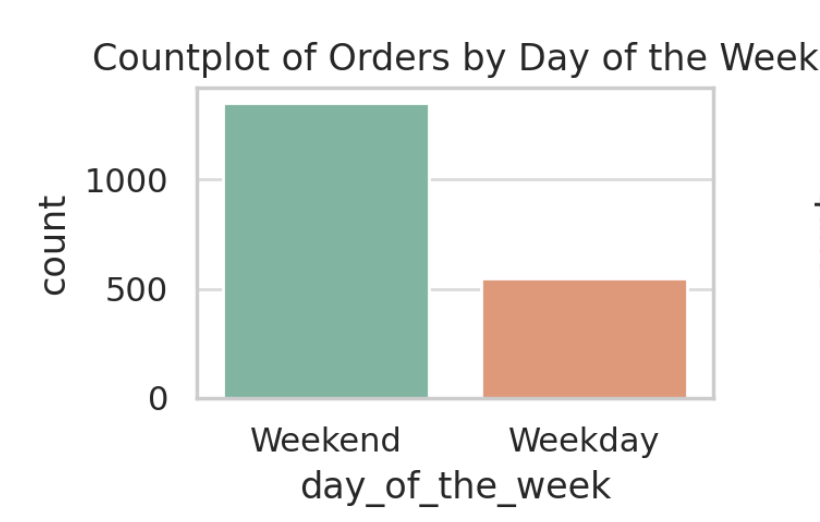 Countplot of Orders by Day of the Week
count
1000
500
0
Weekend Weekday
day_of_the_week